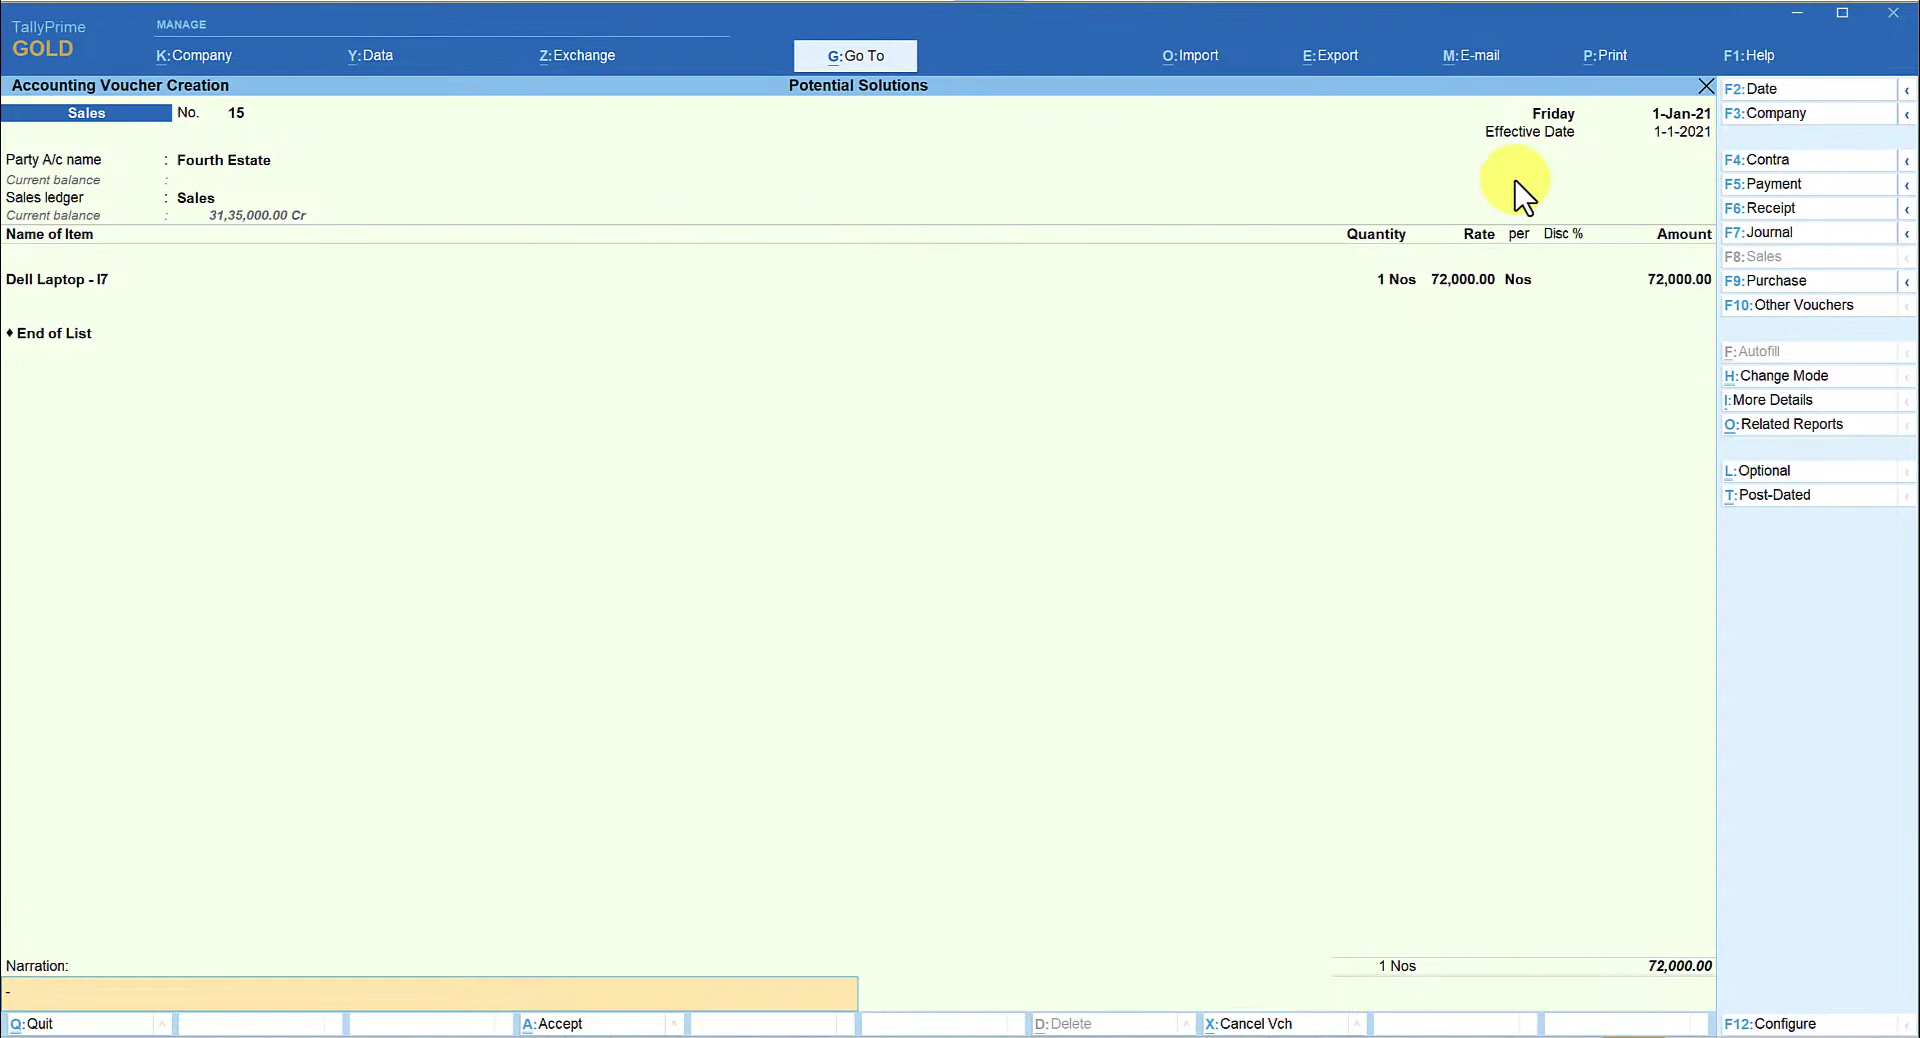 TallyPrime
GOLD
MANAGE
K:Company
Y:Data
Z:Exchange
G:Go To
O:Import
E:Export
M:E-mail
P:Print
F1:Help
Accounting Voucher Creation
Potential Solutions
Sales
No.
15
Friday
1-Jan-21
Effective Date
1-1-2021
Party A/c name : Fourth Estate
Current balance :
Sales ledger : Sales
Current balance : 31,35,000.00 Cr
Name of Item Quantity Rate per Disc % Amount
Dell Laptop - I7 1 Nos 72,000.00 Nos 72,000.00
♦ End of List
Narration:
1 Nos 72,000.00
Q:Quit
A:Accept
D:Delete
X:Cancel Vch
F2:Date
F3:Company
F4:Contra
F5:Payment
F6:Receipt
F7:Journal
F8:Sales
F9:Purchase
F10:Other Vouchers
F:Autofill
H:Change Mode
I:More Details
O:Related Reports
L:Optional
T:Post-Dated
F12:Configure